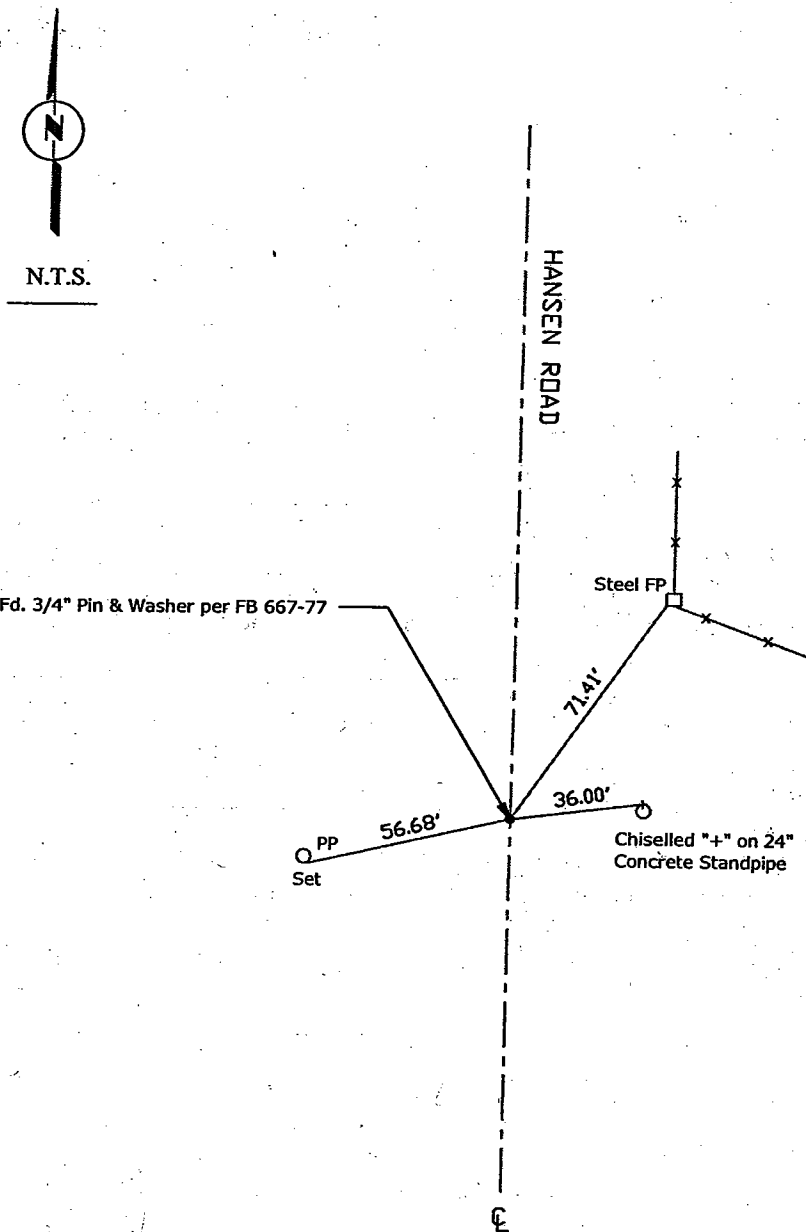 N
N.T.S.
HANSEN ROAD
Steel FP
Fd. 3/4" Pin & Washer per FB 667-77
71.41'
36.00'
56.68'
PP
Set
Chiselled "+" on 24"
Concrete Standpipe
℄